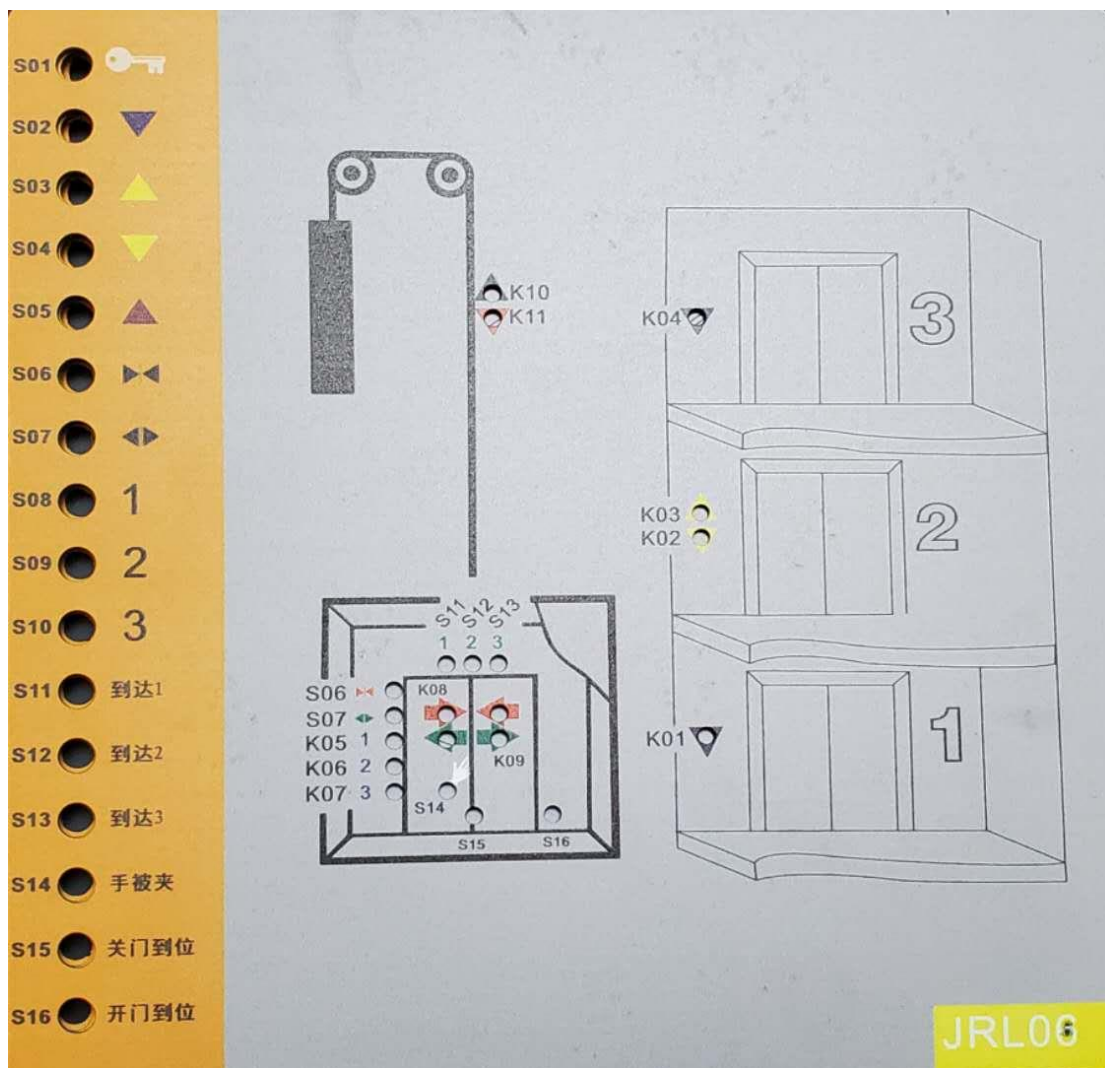 S01
S02
S03
S04
S05
S06
S07
S08 1
S09 2
S10 3
S11 到达1
S12 到达2
S13 到达3
S14 手被夹
S15 关门到位
S16 开门到位
K10
K11
S11 S12 S13
1 2 3
S06
S07
K05 1
K06 2
K07 3
K08
K09
S14
S15
S16
K04
3
K03
K02
2
K01
1
JRL06